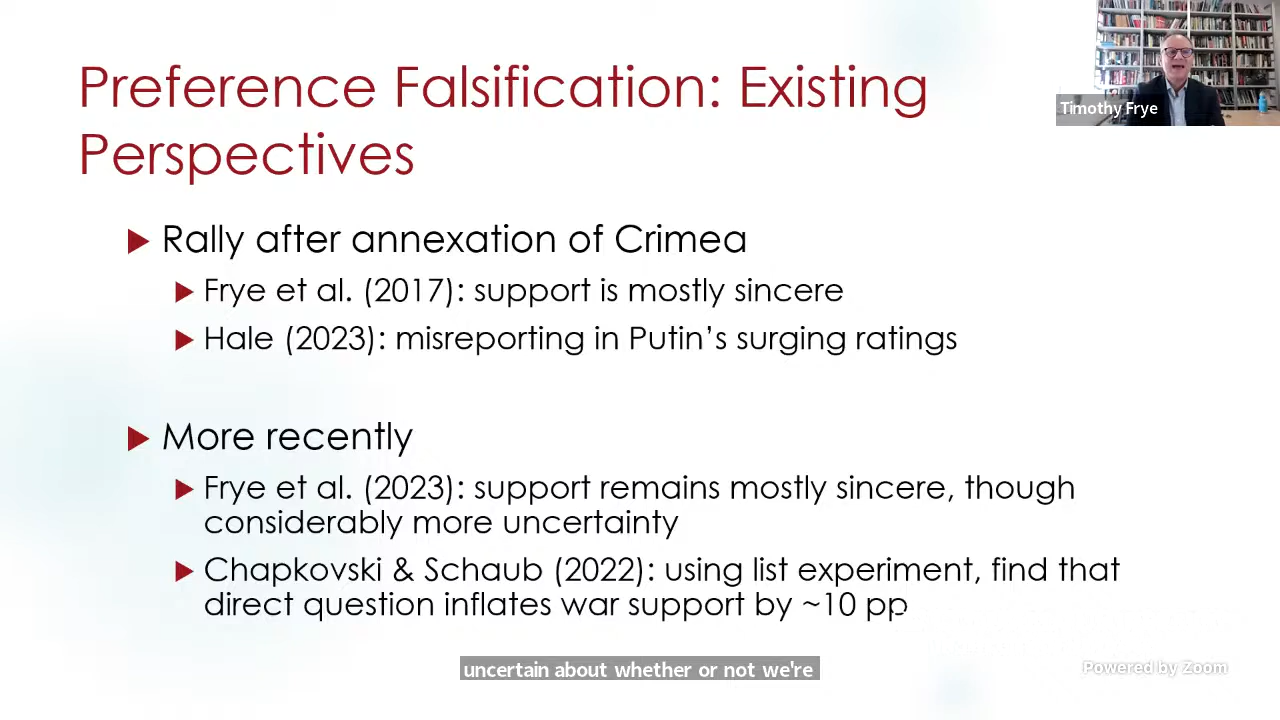 Preference Falsification: Existing
Perspectives
Timothy Frye
Rally after annexation of Crimea
Frye et al. (2017): support is mostly sincere
Hale (2023): misreporting in Putin's surging ratings
More recently
Frye et al. (2023): support remains mostly sincere, though
considerably more uncertainty
Chapkovski & Schaub (2022): using list experiment, find that
direct question inflates war support by ~10 pp
uncertain about whether or not we're
Powered by Zoom